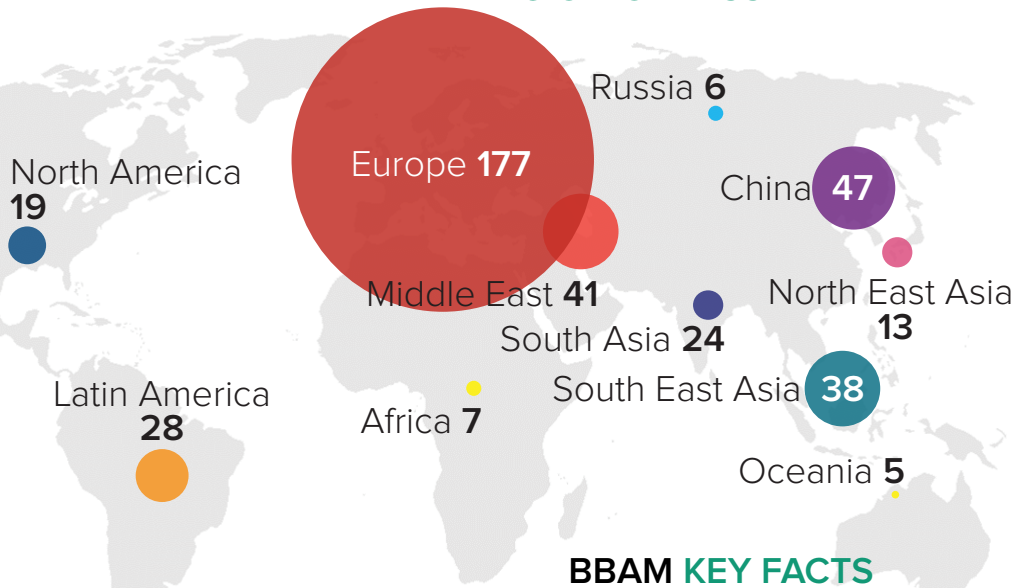 Russia 6
Europe 177
North America
19
China 47
Middle East 41
North East Asia
13
South Asia 24
Latin America
28
South East Asia 38
Africa 7
Oceania 5
BBAM KEY FACTS